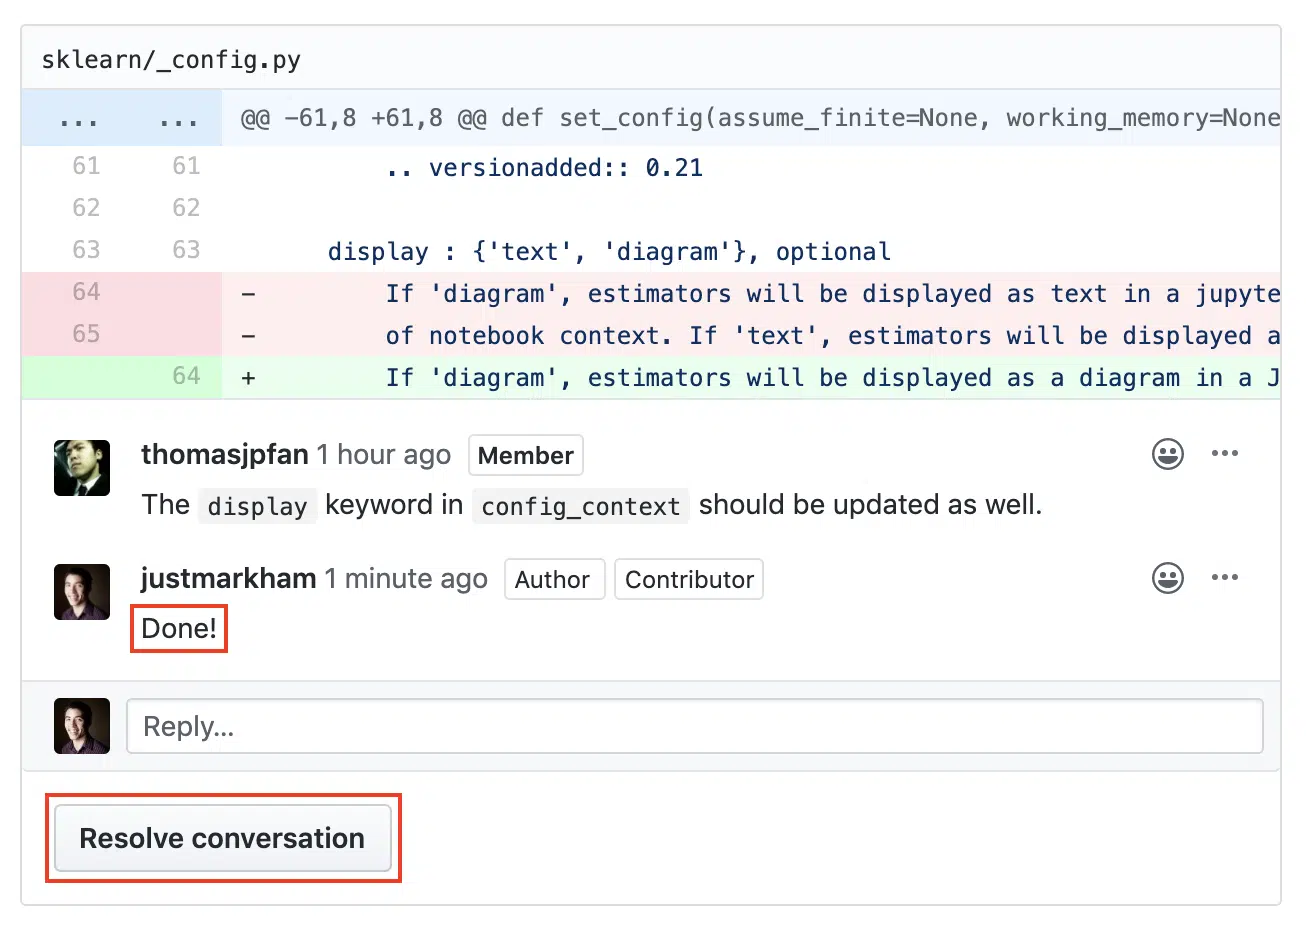 sklearn/_config.py
... ... @@ -61,8 +61,8 @@ def set_config(assume_finite=None, working_memory=None
61 61 .. versionadded:: 0.21
62 62
63 63 display : {'text', 'diagram'}, optional
64 - If 'diagram', estimators will be displayed as text in a jupyte
65 - of notebook context. If 'text', estimators will be displayed a
64 + If 'diagram', estimators will be displayed as a diagram in a J
thomasjpfan 1 hour ago Member
The display keyword in config_context should be updated as well.
justmarkham 1 minute ago Author Contributor
Done!
Reply...
Resolve conversation